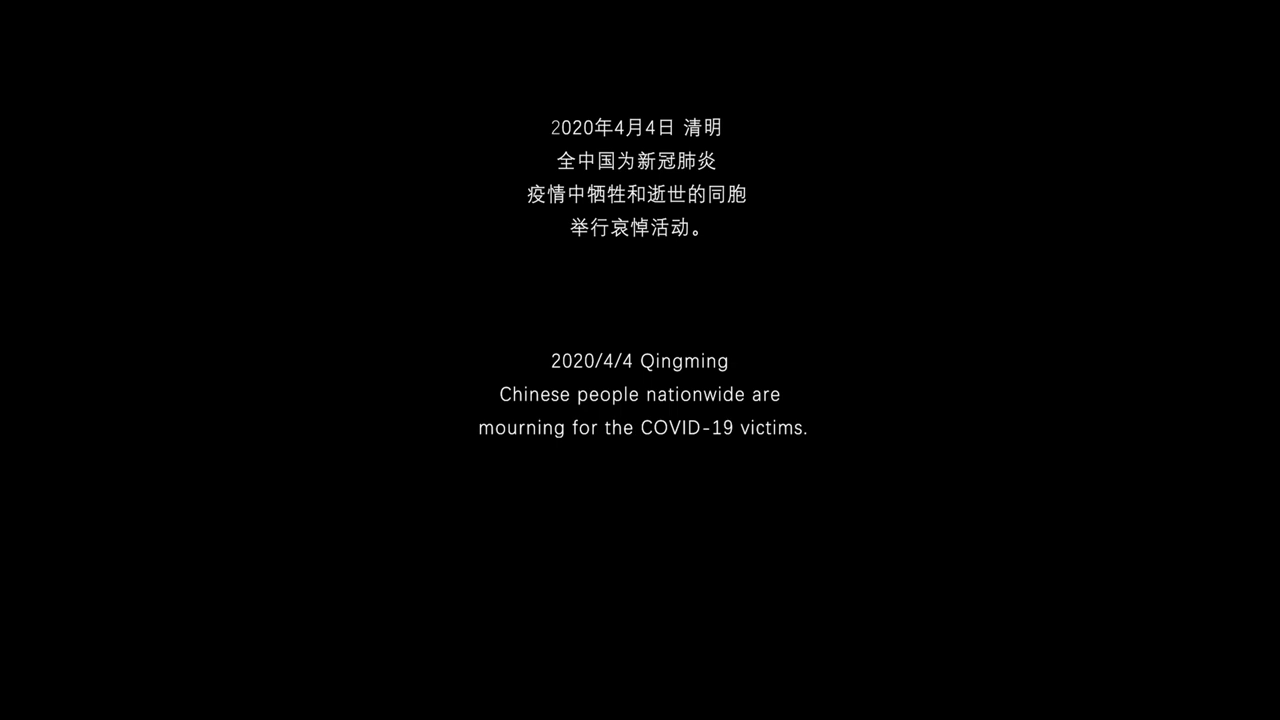 2020年4月4日 清明
全中国为新冠肺炎
疫情中牺牲和逝世的同胞
举行哀悼活动。
2020/4/4 Qingming
Chinese people nationwide are
mourning for the COVID-19 victims.